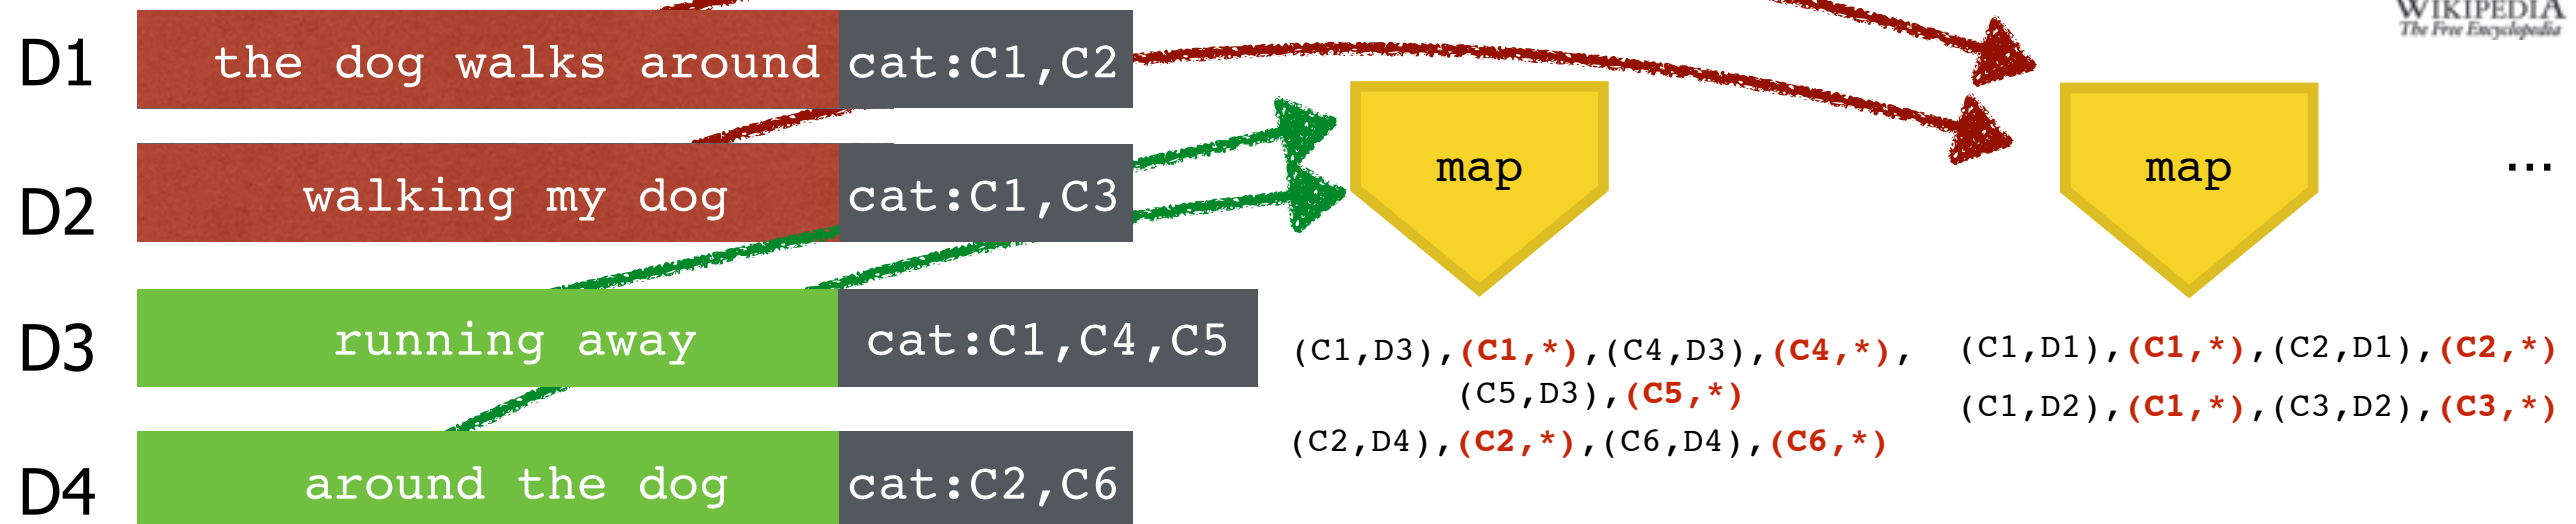 WIKIPEDIA
The Free Encyclopedia
D1 the dog walks around cat:C1,C2
D2 walking my dog cat:C1,C3
map
map
...
D3 running away cat:C1,C4,C5
D4 around the dog cat:C2,C6
(C1,D3),(C1,*),(C4,D3),(C4,*),
(C5,D3),(C5,*)
(C2,D4),(C2,*),(C6,D4),(C6,*)
(C1,D1),(C1,*),(C2,D1),(C2,*)
(C1,D2),(C1,*),(C3,D2),(C3,*)